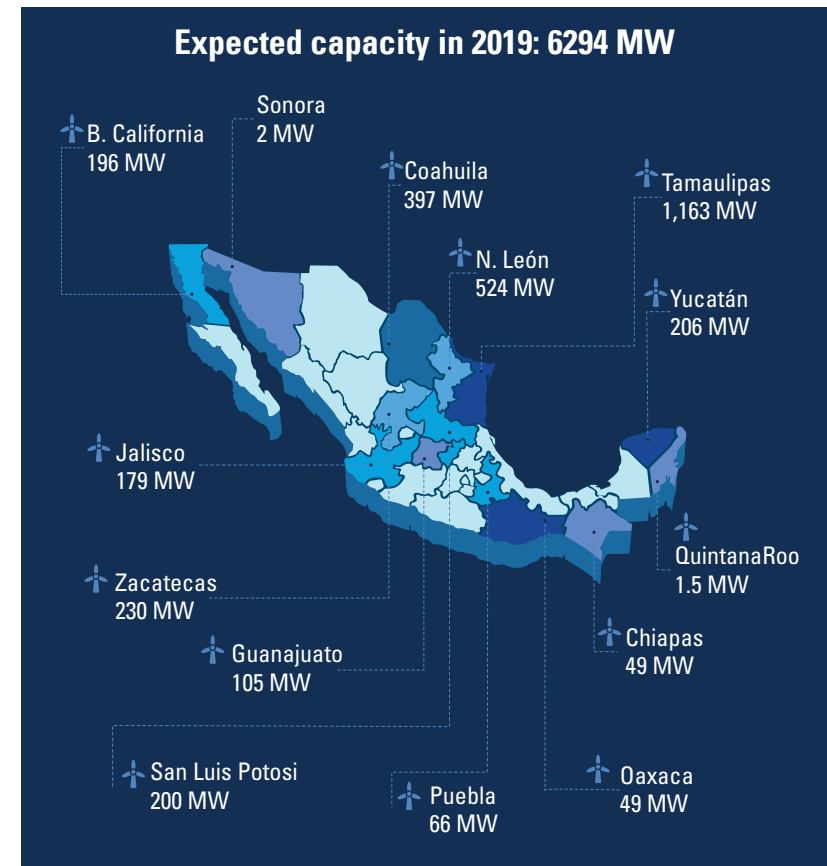 Expected capacity in 2019: 6294 MW
Sonora
2 MW
B. California
196 MW
Coahuila
397 MW
Tamaulipas
1,163 MW
N. León
524 MW
Yucatán
206 MW
Jalisco
179 MW
QuintanaRoo
1.5 MW
Zacatecas
230 MW
Chiapas
49 MW
Guanajuato
105 MW
San Luis Potosi
200 MW
Puebla
66 MW
Oaxaca
49 MW